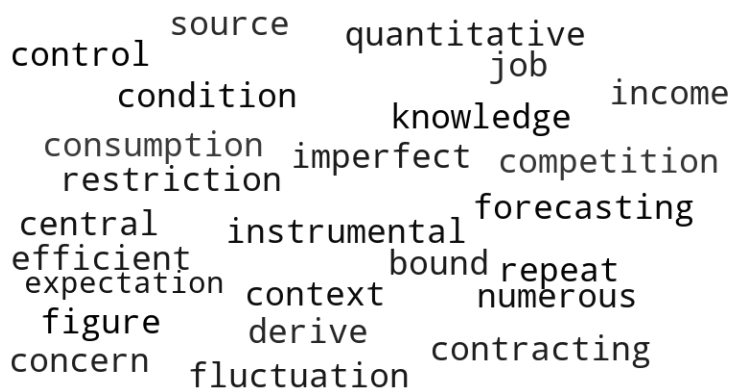 source
quantitative
control
job
condition
income
knowledge
consumption
imperfect
competition
restriction
forecasting
central
instrumental
efficient
bound
repeat
expectation
context
numerous
figure
derive
contracting
concern
fluctuation